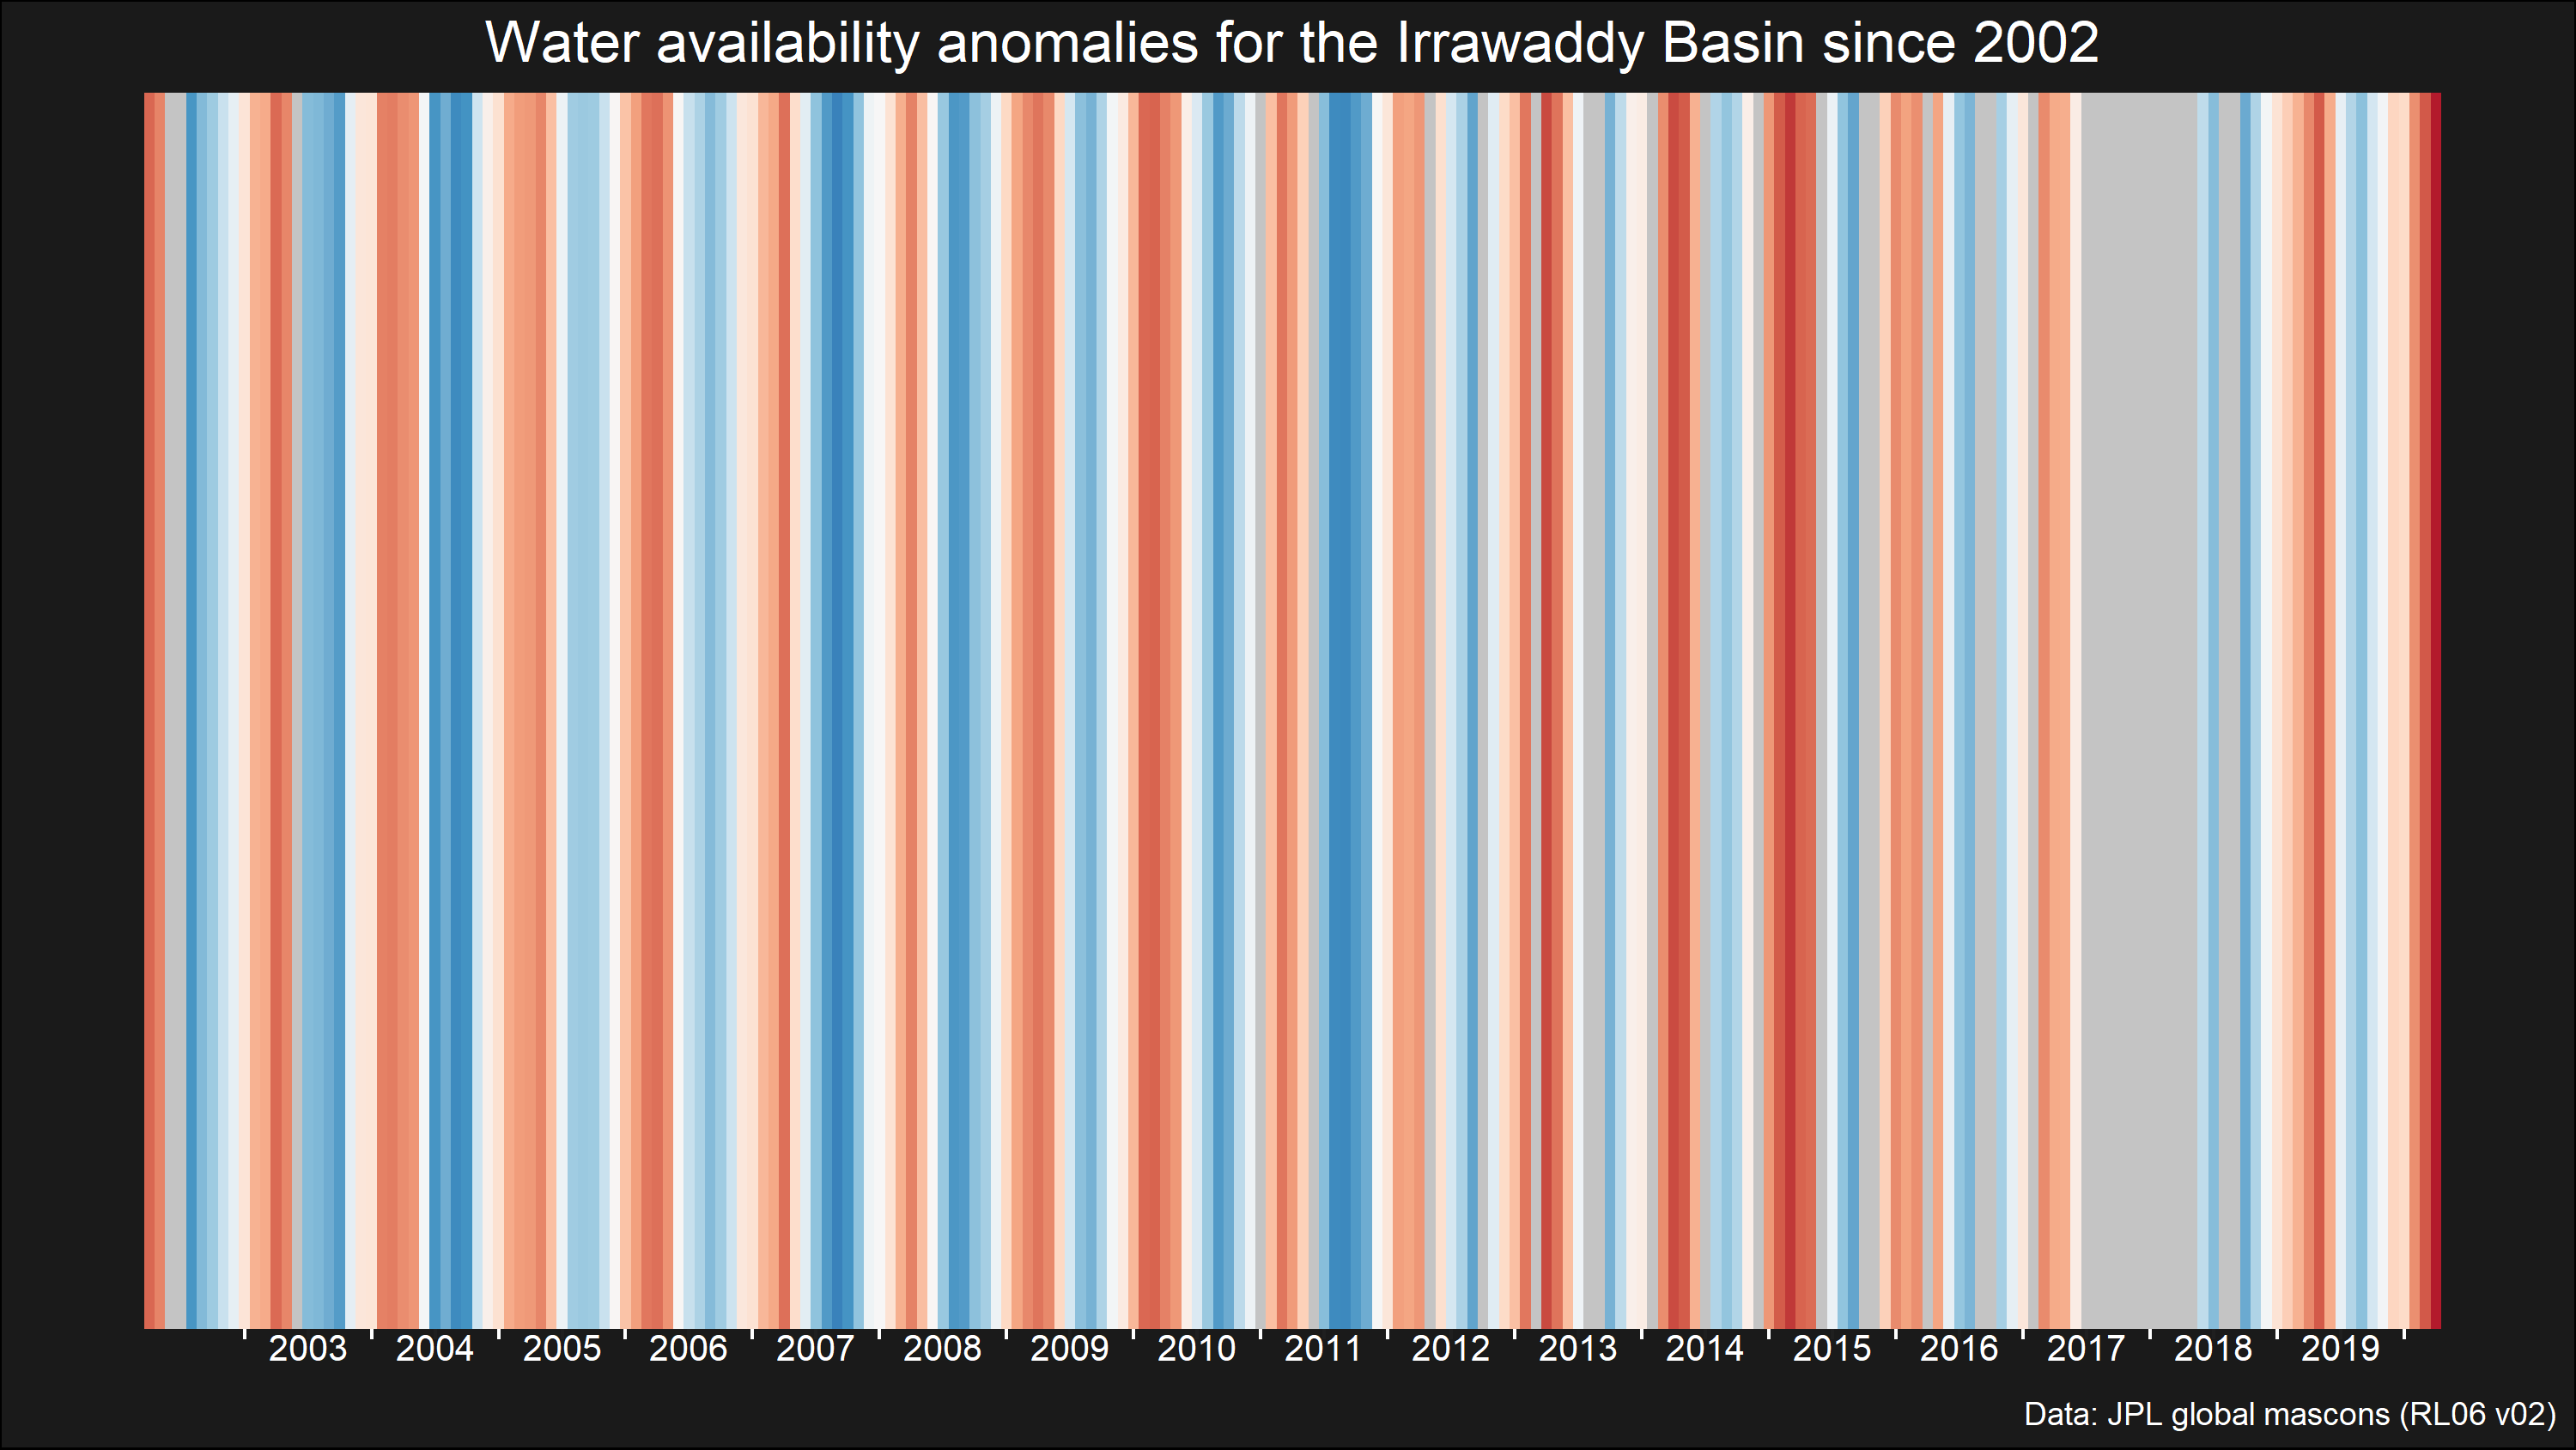 Water availability anomalies for the Irrawaddy Basin since 2002
2003 2004 2005 2006 2007 2008 2009 2010 2011 2012 2013 2014 2015 2016 2017 2018 2019
Data: JPL global mascons (RL06 v02)